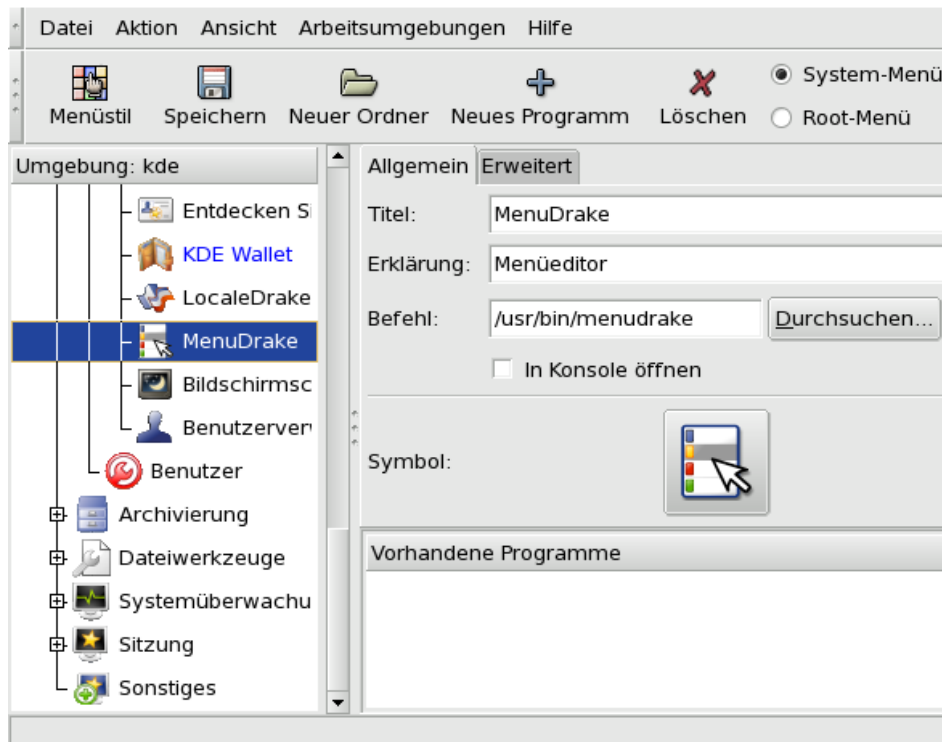 Datei Aktion Ansicht Arbeitsumgebungen Hilfe
Menüstil Speichern Neuer Ordner Neues Programm Löschen
System-Menü
Root-Menü
Umgebung: kde
Entdecken Si
KDE Wallet
LocaleDrake
MenuDrake
Bildschirmsc
Benutzerver
Benutzer
Archivierung
Dateiwerkzeuge
Systemüberwachu
Sitzung
Sonstiges
Allgemein Erweitert
Titel: MenuDrake
Erklärung: Menüeditor
Befehl: /usr/bin/menudrake Durchsuchen...
In Konsole öffnen
Symbol:
Vorhandene Programme